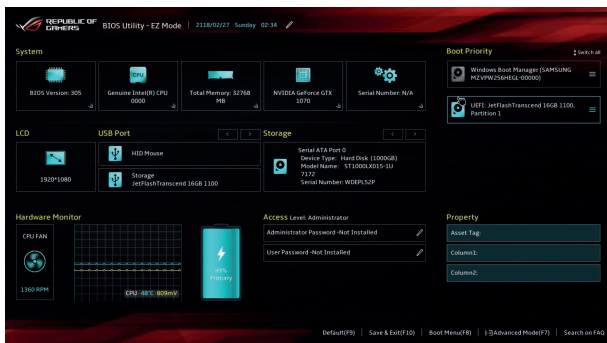 REPUBLIC OF
GAMERS
BIOS Utility - EZ Mode
2118/02/27 Sunday 02:34
System
BIOS Version: 305
CPU
Genuine Intel(R) CPU
0000
Total Memory: 32768
MB
NVIDIA GeForce GTX
1070
Serial Number: N/A
Boot Priority
Switch all
Windows Boot Manager (SAMSUNG
MZVPW256HEGL-00000)
UEFI: JetFlashTranscend 16GB 1100,
Partition 1
LCD
1920*1080
USB Port
HID Mouse
Storage
JetFlashTranscend 16GB 1100
Storage
Serial ATA Port 0
Device Type: Hard Disk (1000GB)
Model Name: ST1000LX015-1U
7172
Serial Number: WDEPL52P
Hardware Monitor
CPU FAN
1360 RPM
CPU 48°C 809mV
99%
Primary
Access Level: Administrator
Administrator Password -Not Installed
User Password -Not Installed
Property
Asset Tag:
Column1:
Column2:
Default(F9)
Save & Exit(F10)
Boot Menu(F8)
Advanced Mode(F7)
Search on FAQ